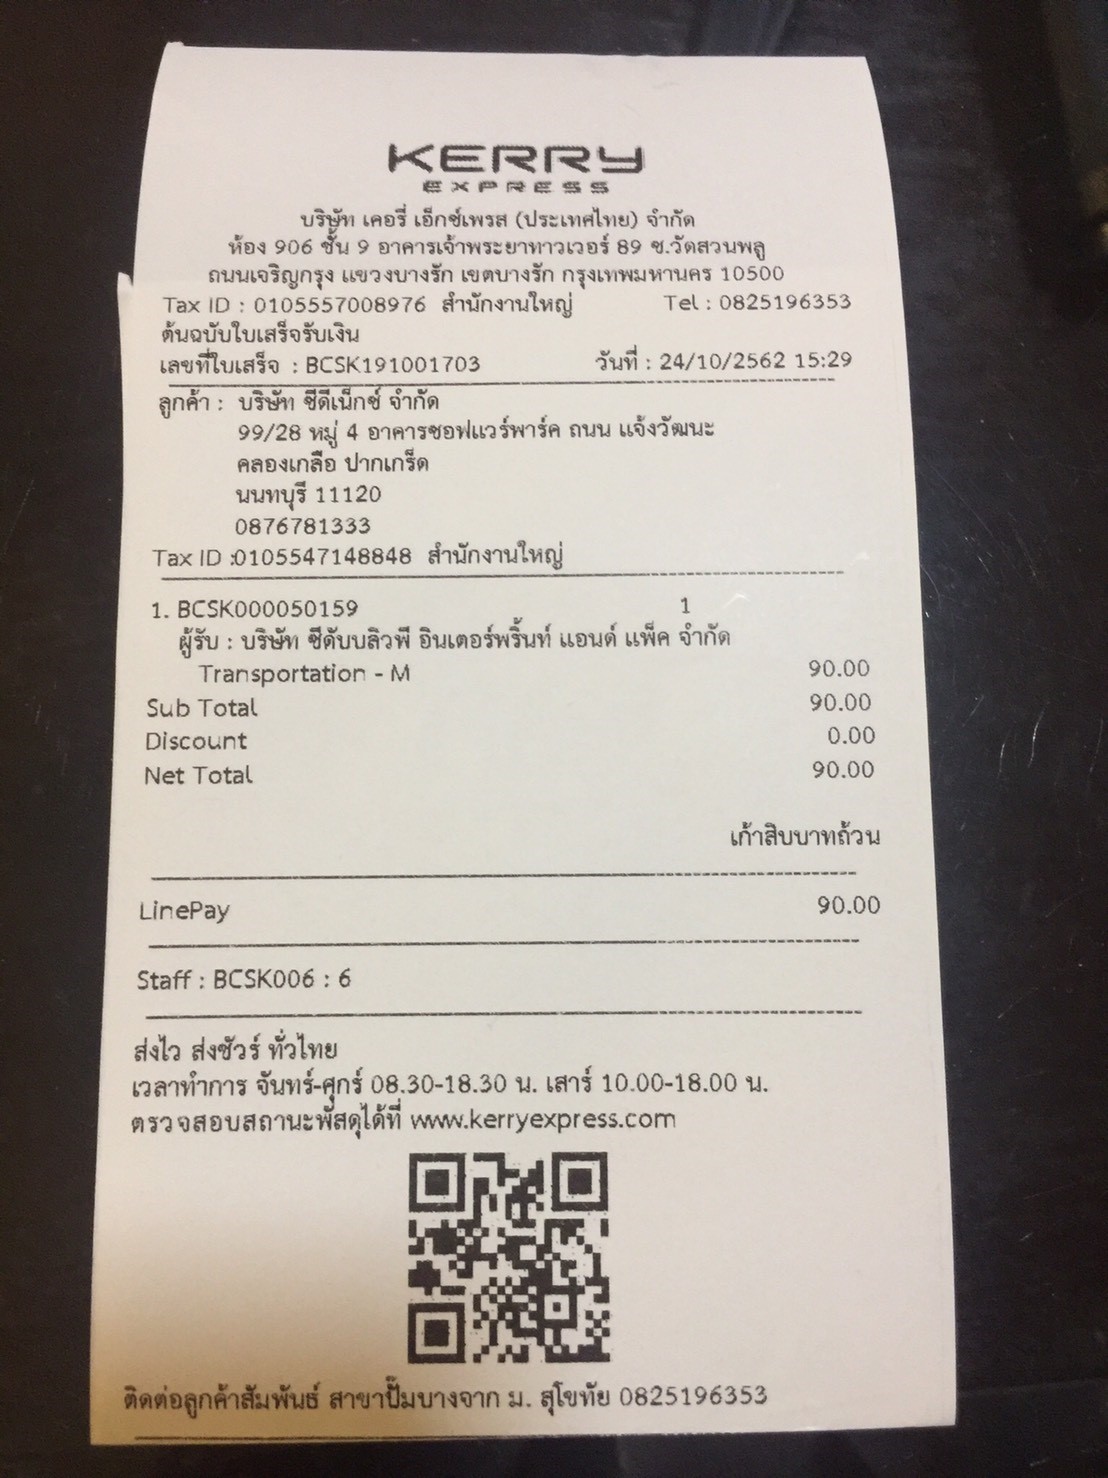 KERRY
EXPRESS
บริษัท เคอรี่ เอ็กซ์เพรส (ประเทศไทย) จำกัด
ห้อง 906 ชั้น 9 อาคารเจ้าพระยาทาวเวอร์ 89 ซ.วัดสวนพลู
ถนนเจริญกรุง แขวงบางรัก เขตบางรัก กรุงเทพมหานคร 10500
Tax ID : 0105557008976 สำนักงานใหญ่ Tel : 0825196353
ต้นฉบับใบเสร็จรับเงิน
เลขที่ใบเสร็จ : BCSK191001703 วันที่ : 24/10/2562 15:29
ลูกค้า : บริษัท ซีดีเน็กซ์ จำกัด
99/28 หมู่ 4 อาคารซอฟแวร์พาร์ค ถนน แจ้งวัฒนะ
คลองเกลือ ปากเกร็ด
นนทบุรี 11120
0876781333
Tax ID :0105547148848 สำนักงานใหญ่
1. BCSK000050159 1
ผู้รับ : บริษัท ซีดับบลิวพี อินเตอร์พริ้นท์ แอนด์ แพ็ค จำกัด
Transportation - M 90.00
Sub Total 90.00
Discount 0.00
Net Total 90.00
เก้าสิบบาทถ้วน
LinePay 90.00
Staff : BCSK006 : 6
ส่งไว ส่งชัวร์ ทั่วไทย
เวลาทำการ จันทร์-ศุกร์ 08.30-18.30 น. เสาร์ 10.00-18.00 น.
ตรวจสอบสถานะพัสดุได้ที่ www.kerryexpress.com
ติดต่อลูกค้าสัมพันธ์ สาขาปั๊มบางจาก ม. สุโขทัย 0825196353